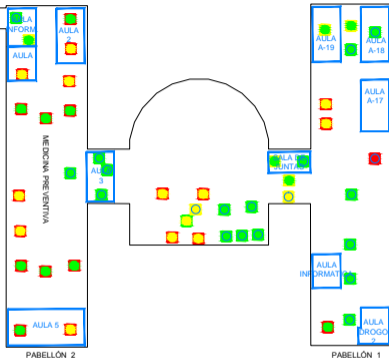 AULA
INFORM
AULA
2
AULA
MEDICINA PREVENTIVA
AULA
3
AULA 5
PABELLÓN 2
SALA DE
JUNTAS
AULA
A-19
AULA
A-18
AULA
A-17
AULA
INFORMATICA
AULA
DROGO
2
PABELLÓN 1